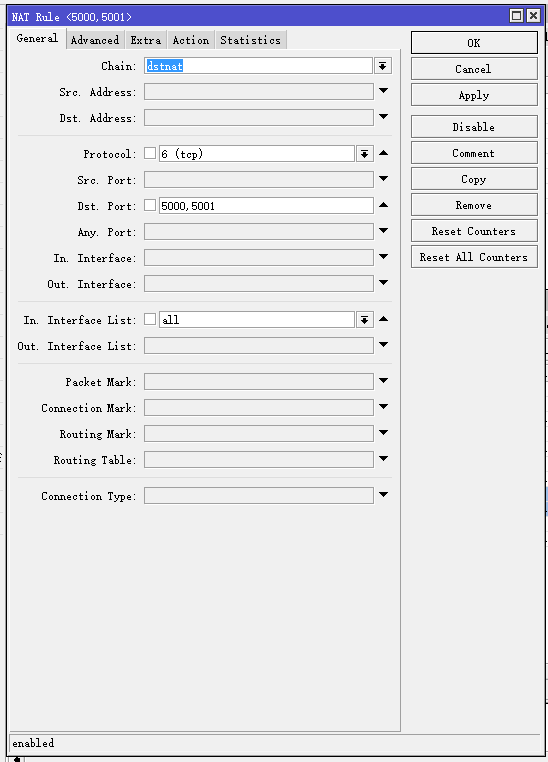 NAT Rule <5000,5001>
General
Advanced
Extra
Action
Statistics
Chain: dstnat
Src. Address:
Dst. Address:
Protocol: 6 (tcp)
Src. Port:
Dst. Port: 5000,5001
Any. Port:
In. Interface:
Out. Interface:
In. Interface List: all
Out. Interface List:
Packet Mark:
Connection Mark:
Routing Mark:
Routing Table:
Connection Type:
OK
Cancel
Apply
Disable
Comment
Copy
Remove
Reset Counters
Reset All Counters
enabled